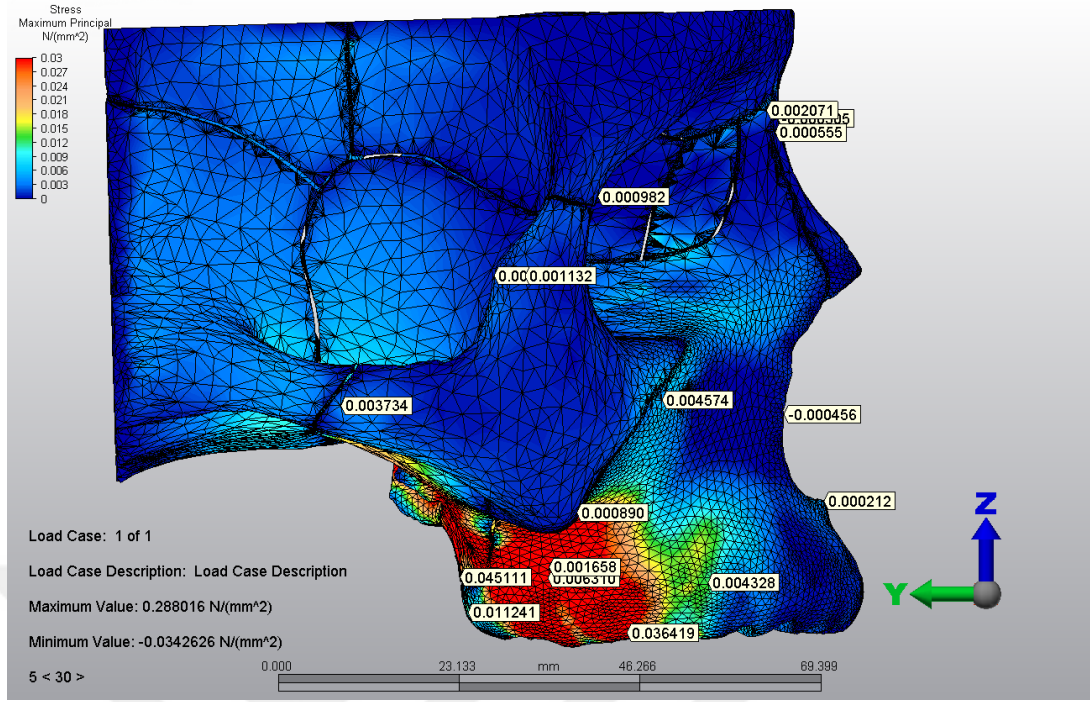 Stress
Maximum Principal
N/(mm^2)
0.03
0.027
0.024
0.021
0.018
0.015
0.012
0.009
0.006
0.003
0
0.002071
0.000555
0.000982
0.001132
0.003734
0.004574
-0.000456
0.000212
0.000890
0.001658
0.006310
0.045111
0.004328
0.011241
0.036419
Z
Y
Load Case: 1 of 1
Load Case Description: Load Case Description
Maximum Value: 0.288016 N/(mm^2)
Minimum Value: -0.0342626 N/(mm^2)
5 < 30 >
0.000 23.133 mm 46.266 69.399